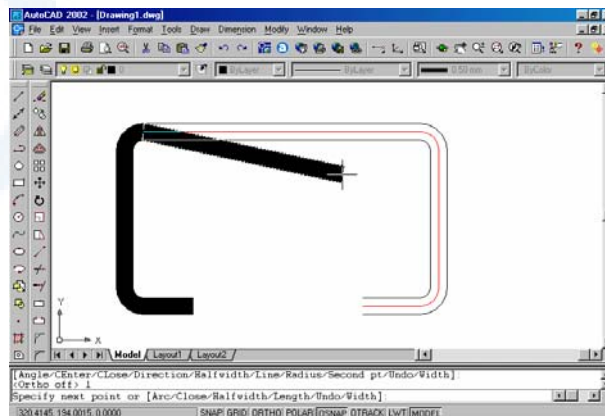 AutoCAD 2002 - [Drawing1.dwg]
File Edit View Insert Format Tools Draw Dimension Modify Window Help
0 ByLayer ByLayer 0.50 mm ByColor
Y
X
Model Layout1 Layout2
[Angle/CEnter/CLose/Direction/Halfwidth/Line/Radius/Second pt/Undo/Width]:
<Ortho off> l
Specify next point or [Arc/Close/Halfwidth/Length/Undo/Width]:
320.4145, 194.0015, 0.0000 SNAP GRID ORTHO POLAR OSNAP OTRACK LWT MODEL